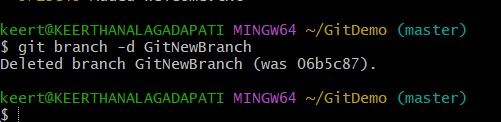 keert@KEERTHANALAGADAPATI MINGW64 ~/GitDemo (master)
$ git branch -d GitNewBranch
Deleted branch GitNewBranch (was 06b5c87).
keert@KEERTHANALAGADAPATI MINGW64 ~/GitDemo (master)
$